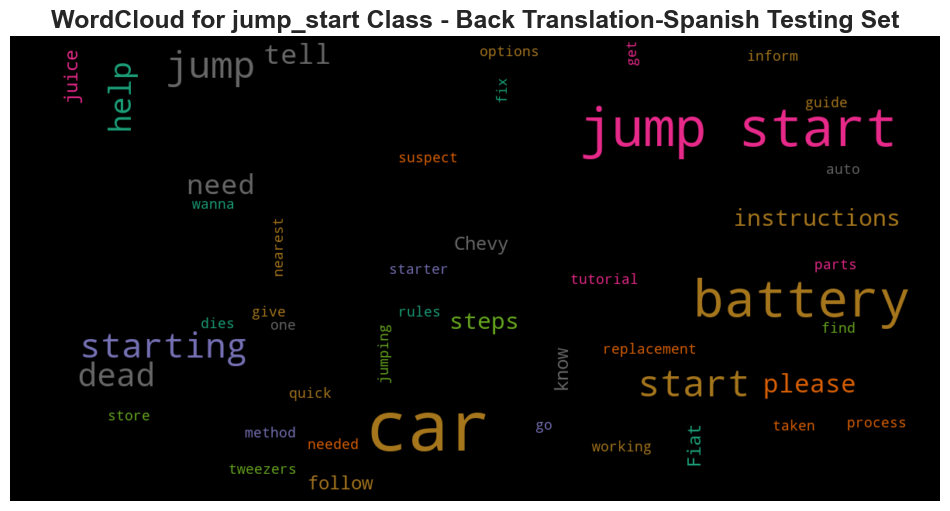 WordCloud for jump_start Class - Back Translation-Spanish Testing Set
juice
help
jump
tell
options
get
inform
fix
guide
jump start
suspect
auto
need
wanna
instructions
nearest
Chevy
starter
parts
tutorial
battery
give
rules
steps
dies
one
find
starting
jumping
know
replacement
dead
start
please
quick
store
car
go
taken
process
method
needed
working
Fiat
tweezers
follow